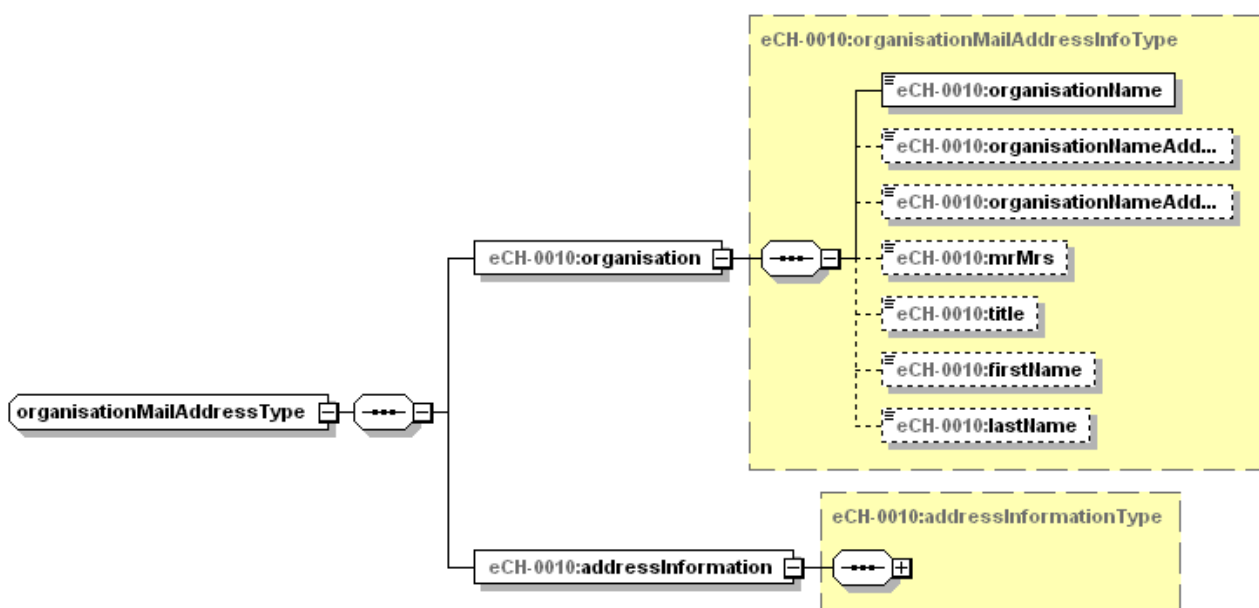 eCH-0010:organisationMailAddressInfoType
eCH-0010:organisationName
eCH-0010:organisationNameAdd...
eCH-0010:organisationNameAdd...
eCH-0010:organisation
eCH-0010:mrMrs
eCH-0010:title
eCH-0010:firstName
organisationMailAddressType
eCH-0010:lastName
eCH-0010:addressInformationType
eCH-0010:addressInformation